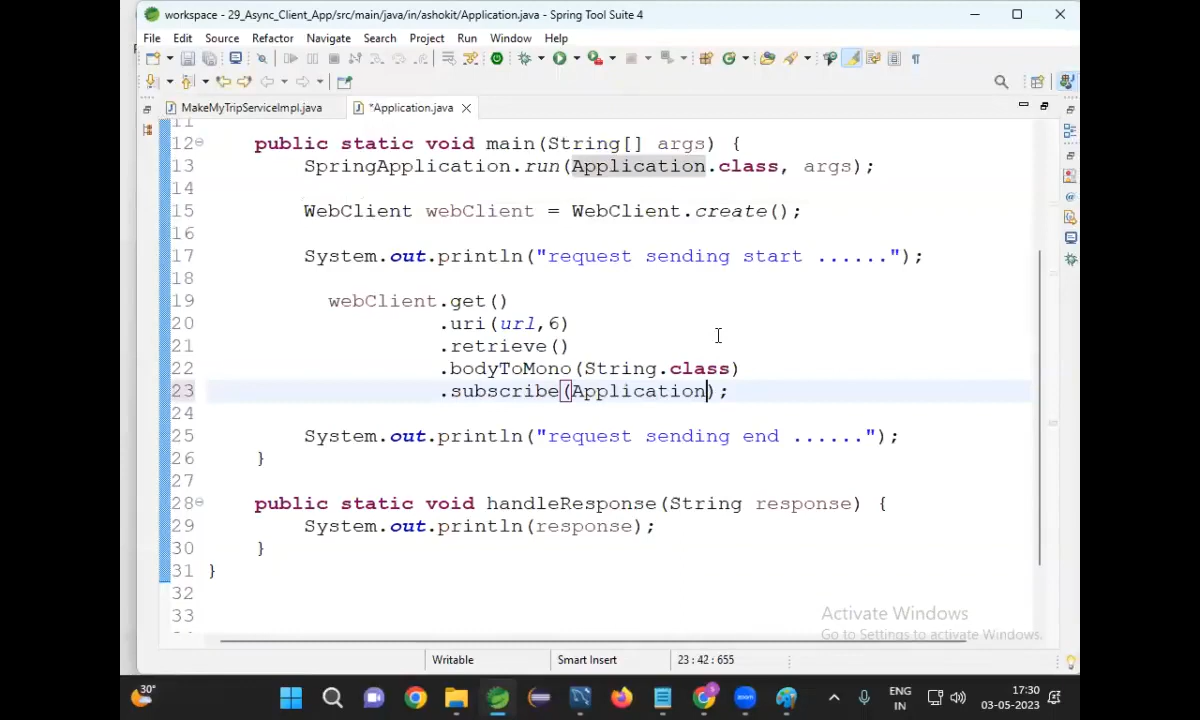 workspace - 29_Async_Client_App/src/main/java/in/ashokit/Application.java - Spring Tool Suite 4
File Edit Source Refactor Navigate Search Project Run Window Help
MakeMyTripServiceImpl.java *Application.java
11
12 public static void main(String[] args) {
13 SpringApplication.run(Application.class, args);
14
15 WebClient webClient = WebClient.create();
16
17 System.out.println("request sending start ......");
18
19 webClient.get()
20 .uri(url,6)
21 .retrieve()
22 .bodyToMono(String.class)
23 .subscribe(Application);
24
25 System.out.println("request sending end ......");
26 }
27
28 public static void handleResponse(String response) {
29 System.out.println(response);
30 }
31 }
32
33
Activate Windows
Go to Settings to activate Windows.
Writable Smart Insert 23 : 42 : 655
30° ENG IN 17:30 03-05-2023
zoom